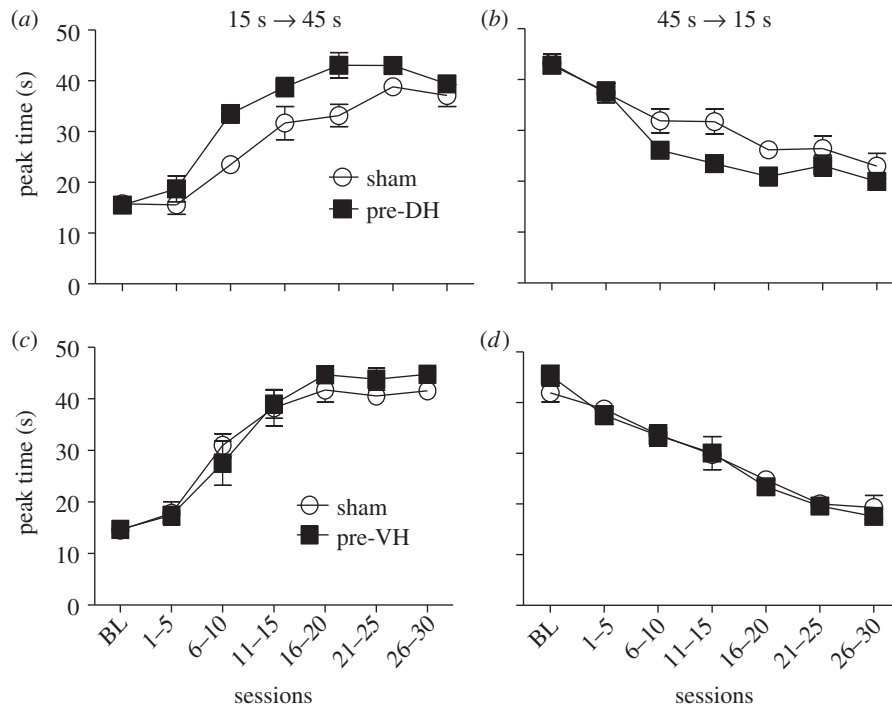 (a) 15 s → 45 s
(b) 45 s → 15 s
50
40
30
20
10
0
peak time (s)
sham
pre-DH
(c)
(d)
50
40
30
20
10
0
peak time (s)
sham
pre-VH
BL 1–5 6–10 11–15 16–20 21–25 26–30
BL 1–5 6–10 11–15 16–20 21–25 26–30
sessions
sessions